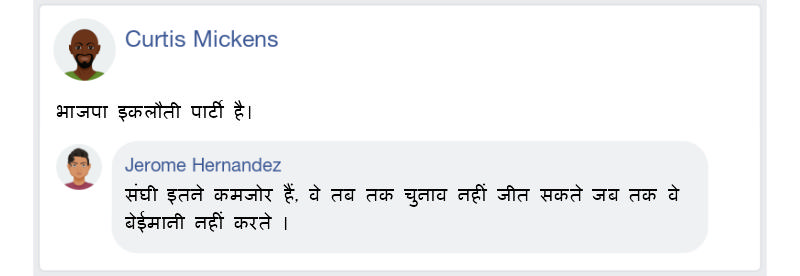 Curtis Mickens
भाजपा इकलौती पार्टी है।
Jerome Hernandez
संघी इतने कमजोर हैं, वे तब तक चुनाव नहीं जीत सकते जब तक वे
बेईमानी नहीं करते ।